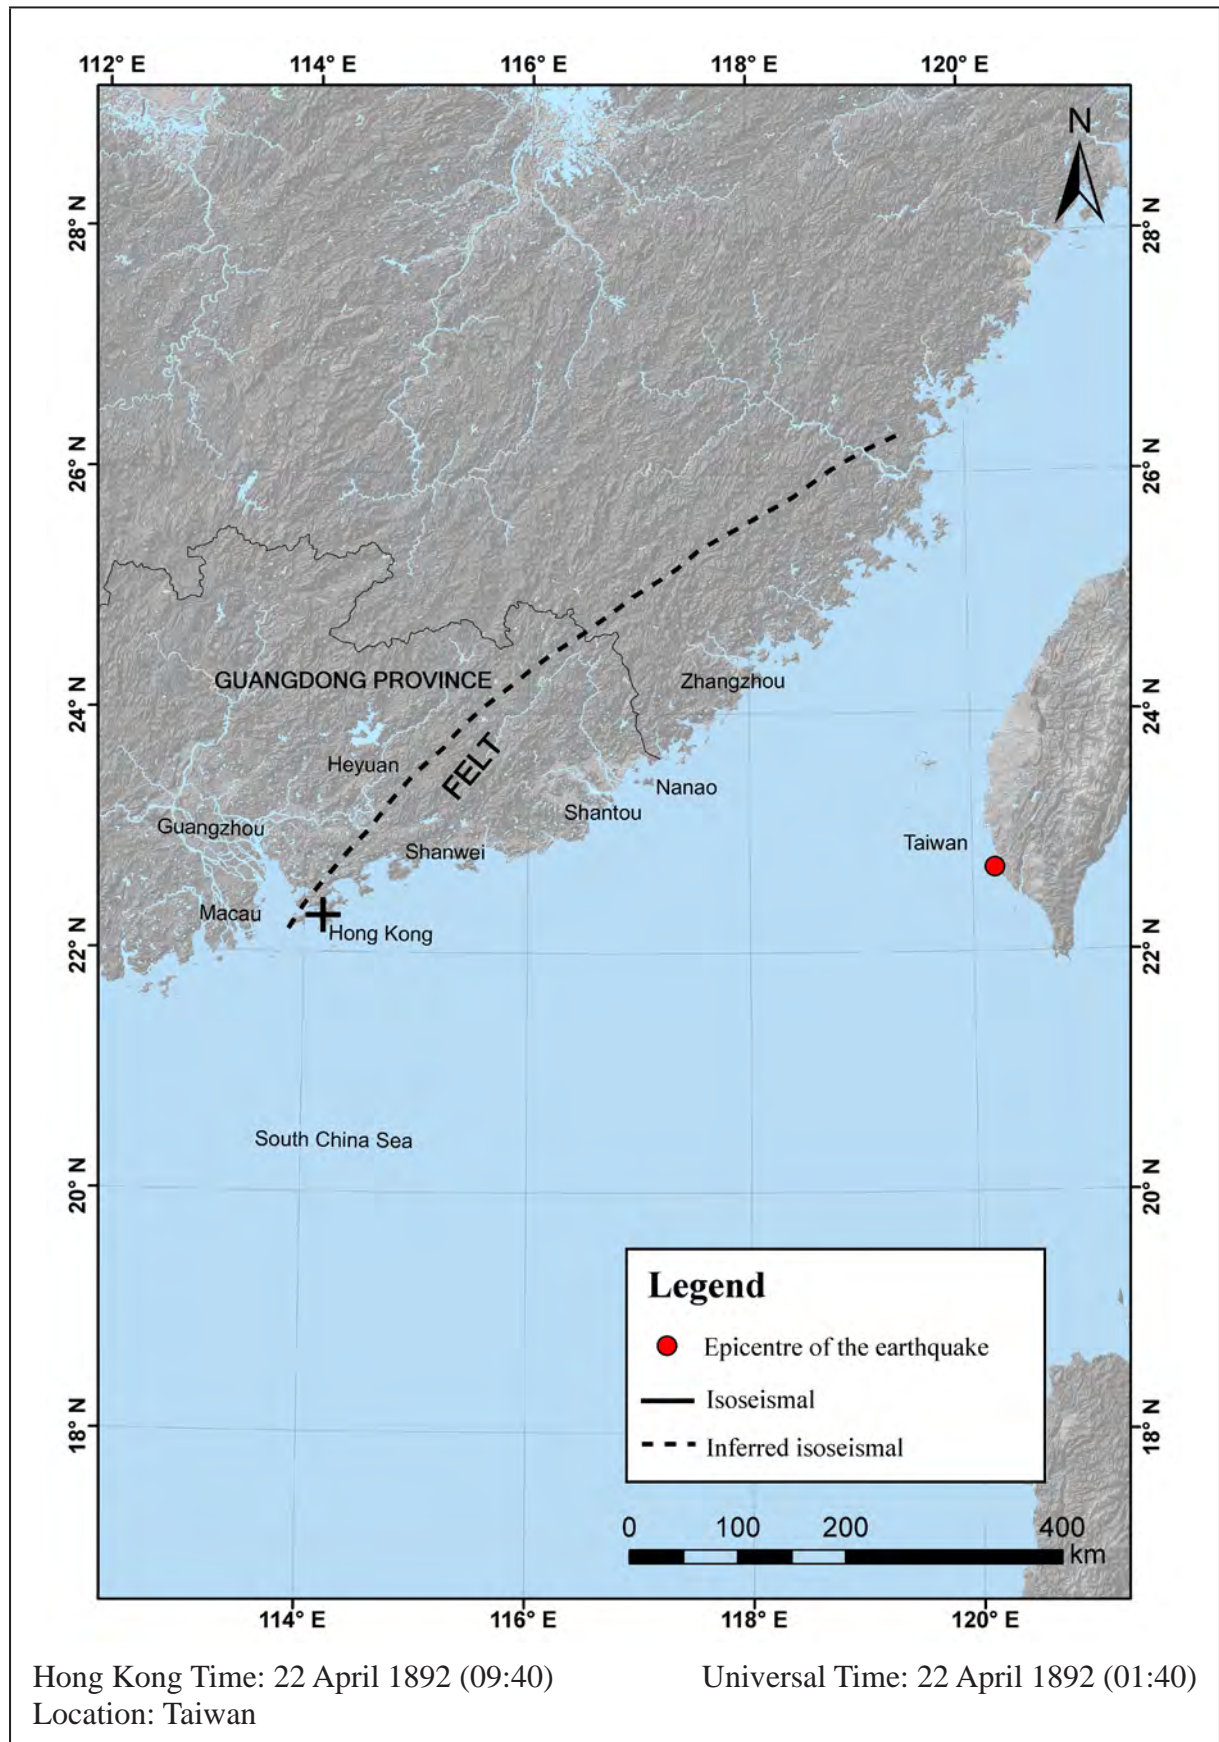 112° E 114° E 116° E 118° E 120° E
N
28° N 28° N
26° N 26° N
GUANGDONG PROVINCE
Zhangzhou
24° N 24° N
FELT
Heyuan
Nanao
Shantou
Guangzhou
Taiwan
Shanwei
Macau
Hong Kong
22° N 22° N
20° N 20° N
South China Sea
18° N 18° N
Legend
Epicentre of the earthquake
Isoseismal
Inferred isoseismal
0 100 200 400
km
114° E 116° E 118° E 120° E
Hong Kong Time: 22 April 1892 (09:40) Universal Time: 22 April 1892 (01:40)
Location: Taiwan